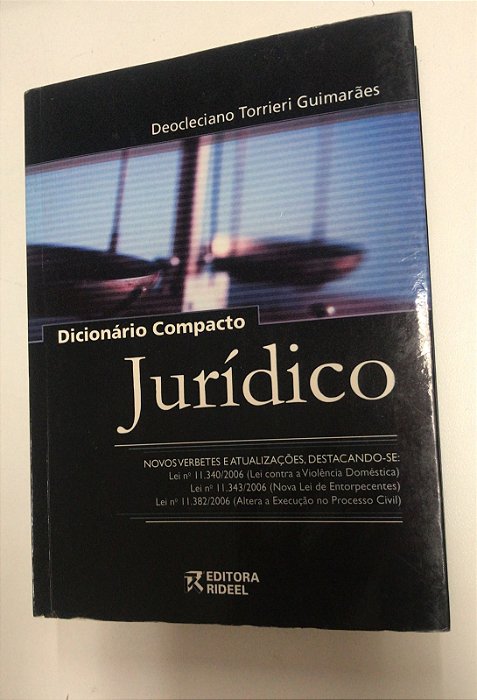 Deocleciano Torrieri Guimarães
Dicionário Compacto
Jurídico
NOVOS VERBETES E ATUALIZAÇÕES, DESTACANDO-SE:
Lei nº 11.340/2006 (Lei contra a Violência Doméstica)
Lei nº 11.343/2006 (Nova Lei de Entorpecentes)
Lei nº 11.382/2006 (Altera a Execução no Processo Civil)
EDITORA
RIDEEL